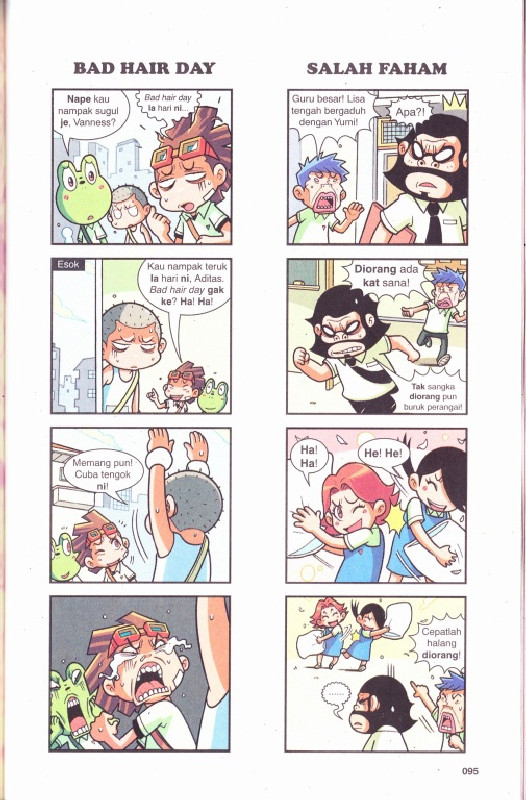 BAD HAIR DAY
Nape kau
nampak sugul
je, Vanness?
Bad hair day
la hari ni...
Esok
Kau nampak teruk
la hari ni, Aditas.
Bad hair day gak
ke? Ha! Ha!
Memang pun!
Cuba tengok
ni!
SALAH FAHAM
Guru besar! Lisa
tengah bergaduh
dengan Yumi!
Apa?!
Diorang ada
kat sana!
Tak sangka
diorang pun
buruk perangai!
Ha!
Ha!
He! He!
Cepatlah
halang
diorang!
......
095